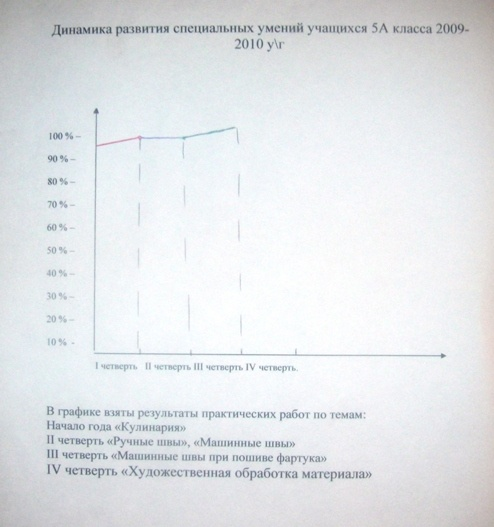 Динамика развития специальных умений учащихся 5А класса 2009-
2010 у\г
100 % –
90 % –
80 % –
70 % –
60 % –
50 % –
40 % –
30 % –
20 % –
10 % -
I четверть II четверть III четверть IV четверть.
В графике взяты результаты практических работ по темам:
Начало года «Кулинария»
II четверть «Ручные швы», «Машинные швы»
III четверть «Машинные швы при пошиве фартука»
IV четверть «Художественная обработка материала»